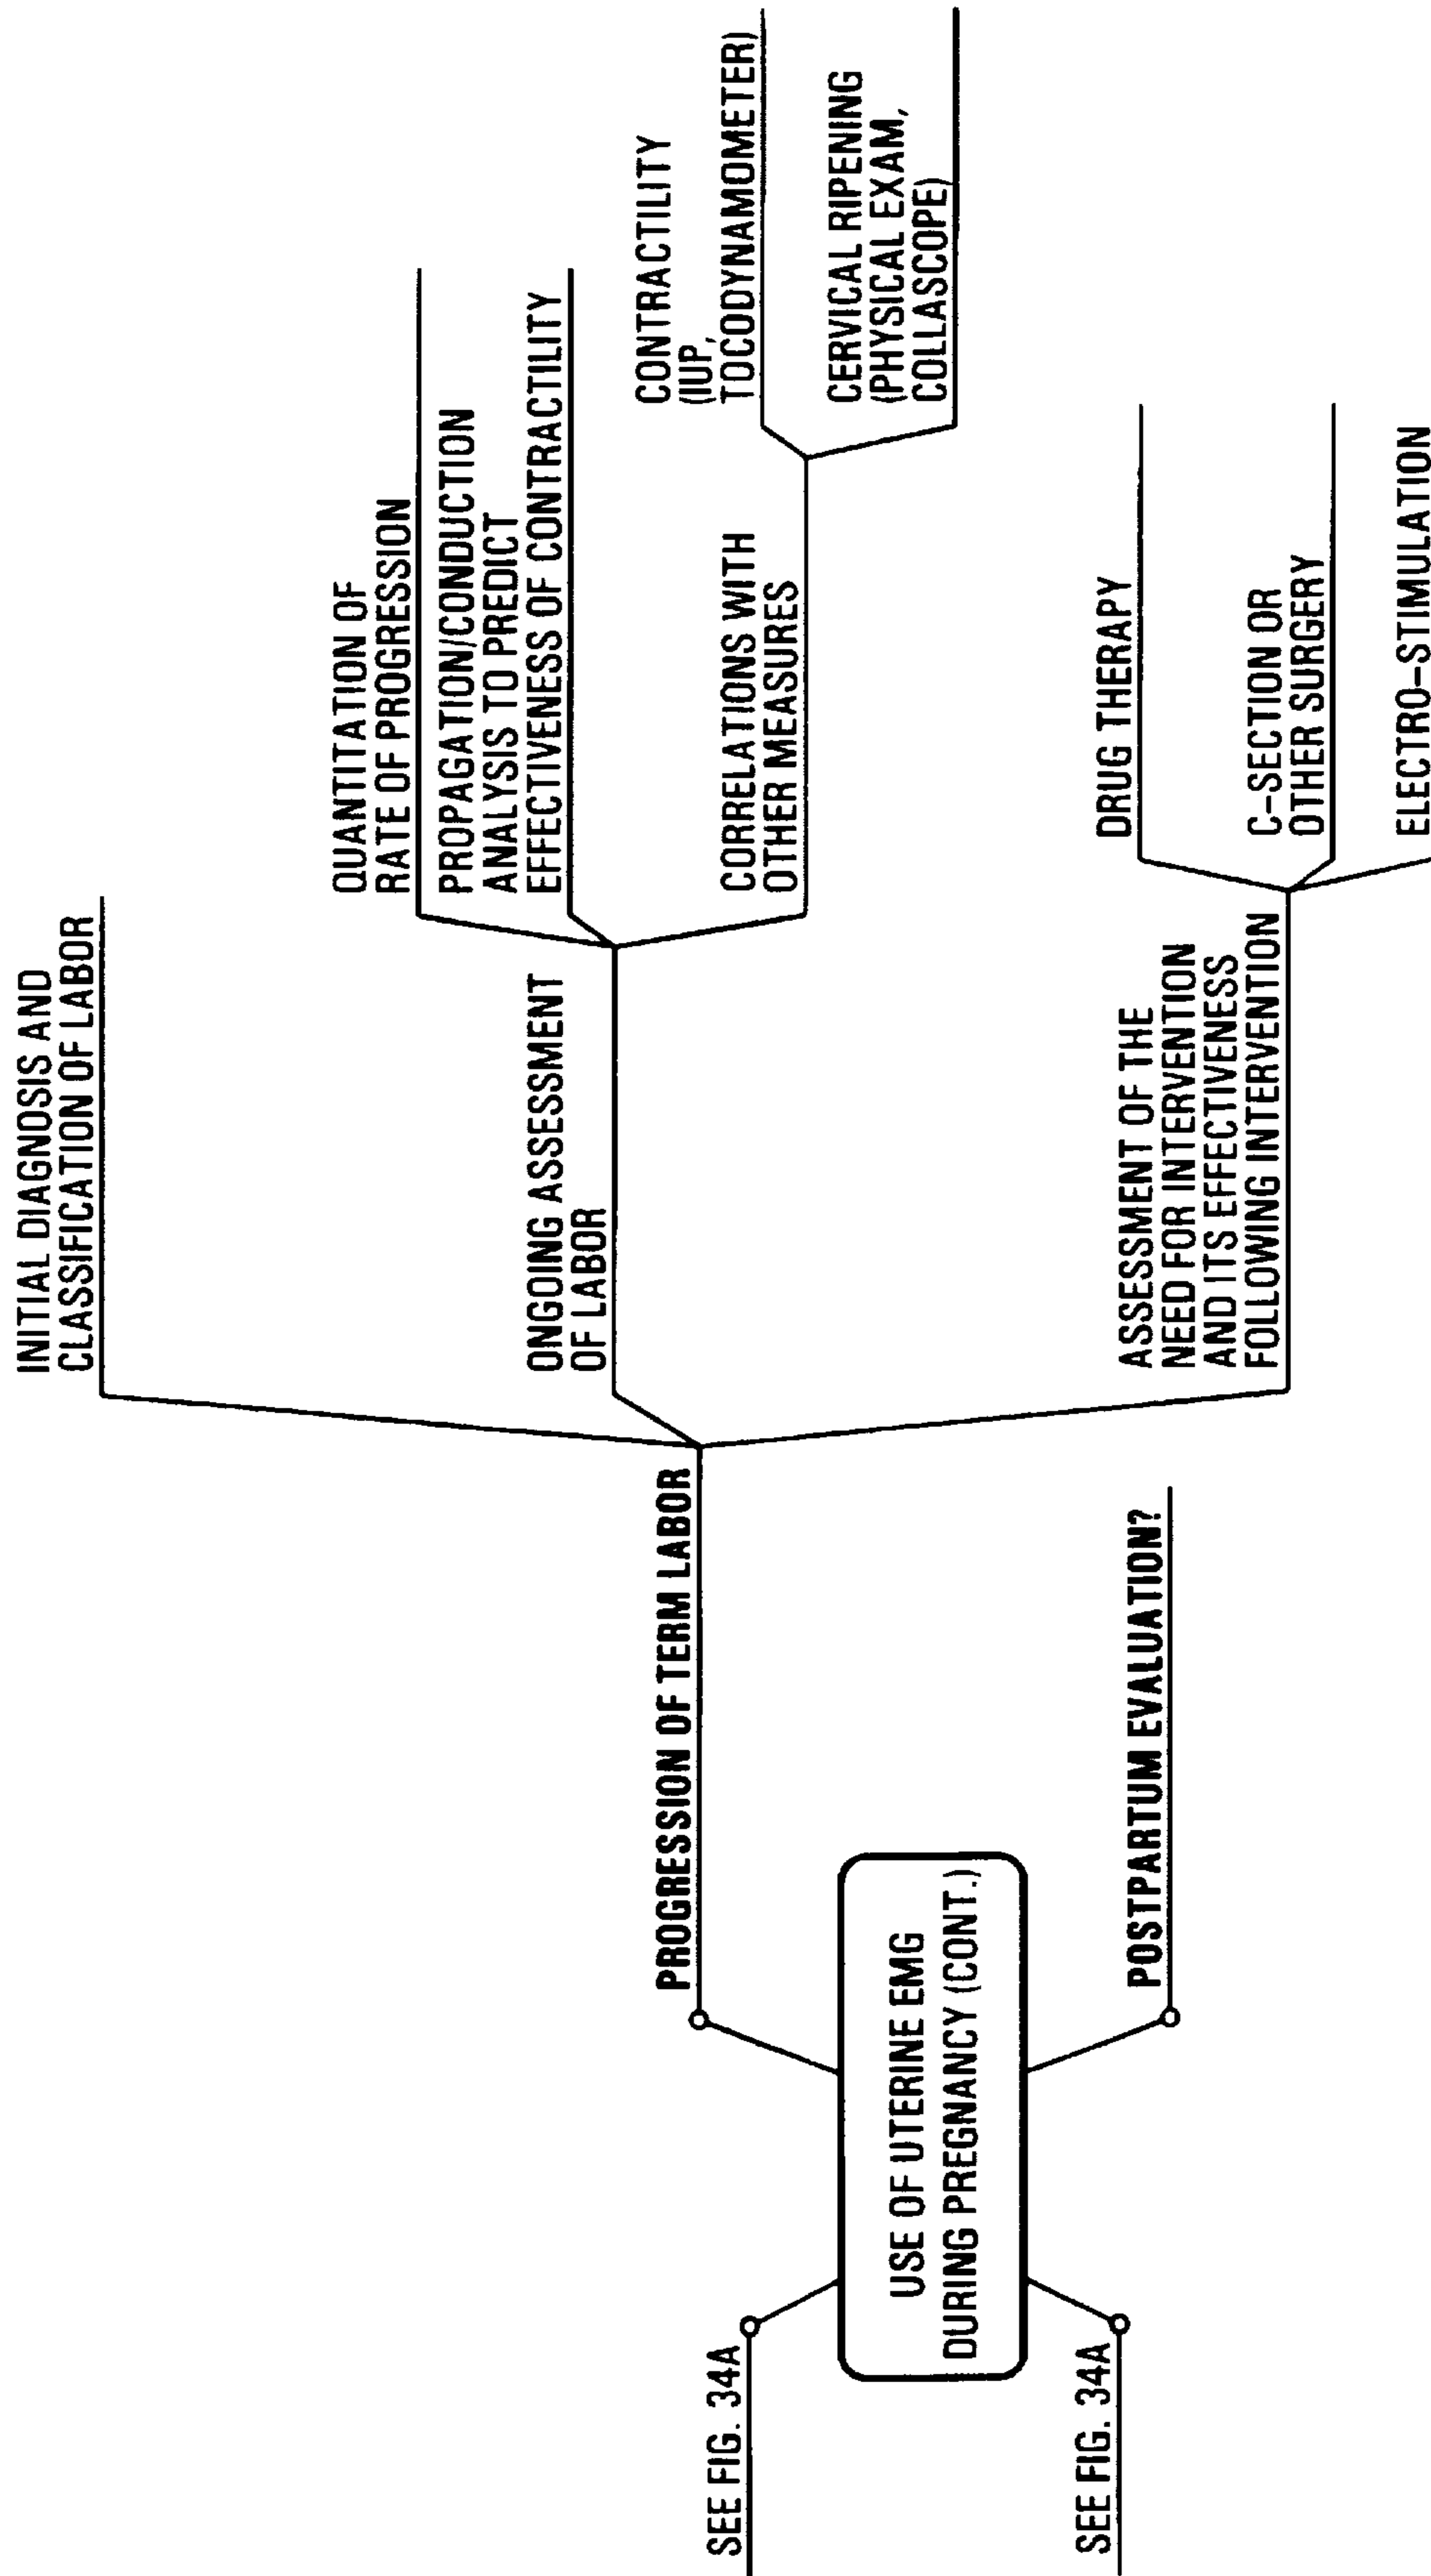 INITIAL DIAGNOSIS AND
CLASSIFICATION OF LABOR
QUANTITATION OF
RATE OF PROGRESSION
PROPAGATION/CONDUCTION
ANALYSIS TO PREDICT
EFFECTIVENESS OF CONTRACTILITY
ONGOING ASSESSMENT
OF LABOR
CONTRACTILITY
(IUP,
TOCODYNAMOMETER)
CORRELATIONS WITH
OTHER MEASURES
CERVICAL RIPENING
(PHYSICAL EXAM,
COLLASCOPE)
PROGRESSION OF TERM LABOR
SEE FIG. 34A
USE OF UTERINE EMG
DURING PREGNANCY (CONT.)
SEE FIG. 34A
POSTPARTUM EVALUATION?
ASSESSMENT OF THE
NEED FOR INTERVENTION
AND ITS EFFECTIVENESS
FOLLOWING INTERVENTION
DRUG THERAPY
C-SECTION OR
OTHER SURGERY
ELECTRO-STIMULATION